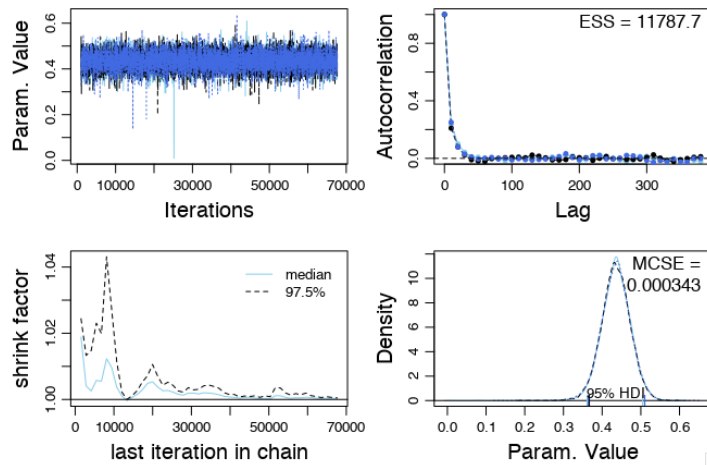 0.0 0.2 0.4 0.6
Param. Value
0 10000 30000 50000 70000
Iterations
0.0 0.4 0.8
Autocorrelation
ESS = 11787.7
0 100 200 300
Lag
1.00 1.02 1.04
shrink factor
median
97.5%
0 10000 30000 50000 70000
last iteration in chain
0 2 4 6 8 10
Density
MCSE =
0.000343
95% HDI
0.0 0.1 0.2 0.3 0.4 0.5 0.6
Param. Value